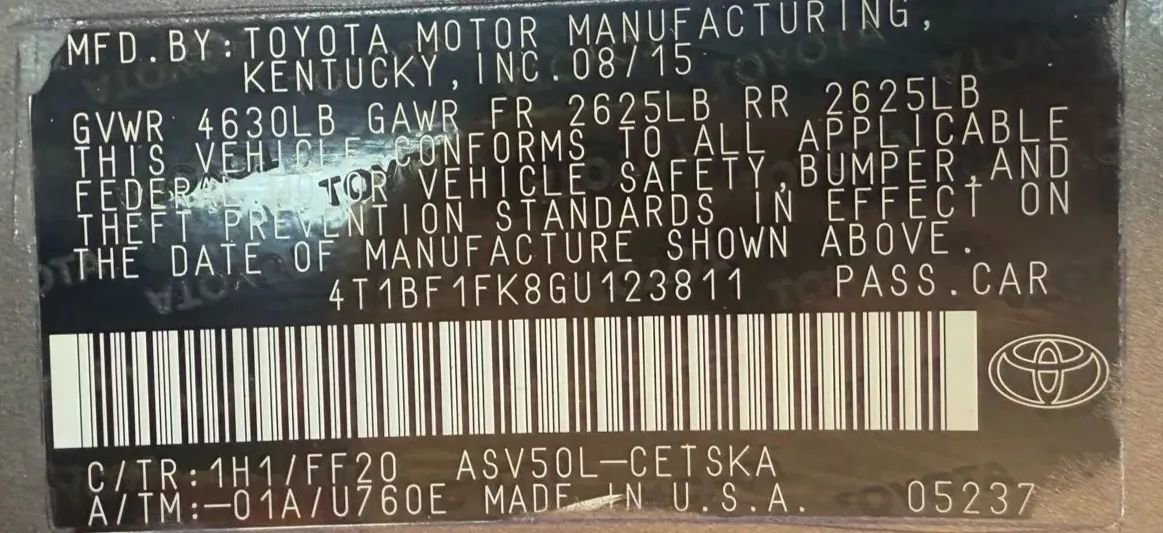 MFD.BY:TOYOTA MOTOR MANUFACTURING,
KENTUCKY,INC.08/15
GVWR 4630LB GAWR FR 2625LB RR 2625LB
THIS VEHICLE CONFORMS TO ALL APPLICABLE
FEDERAL MOTOR VEHICLE SAFETY,BUMPER,AND
THEFT PREVENTION STANDARDS IN EFFECT ON
THE DATE OF MANUFACTURE SHOWN ABOVE.
4T1BF1FK8GU123811 PASS.CAR
C/TR:1H1/FF20 ASV50L-CETSKA
A/TM:-01A/U760E MADE IN U.S.A. 05237